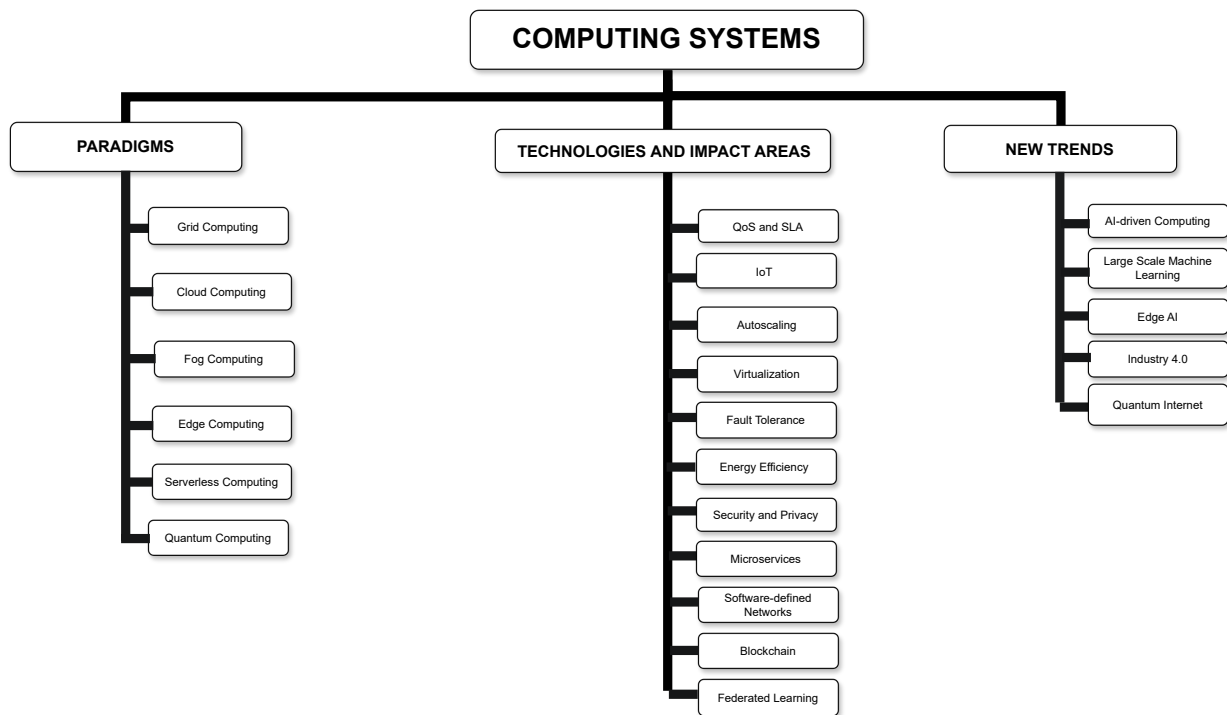 COMPUTING SYSTEMS
PARADIGMS
Grid Computing
Cloud Computing
Fog Computing
Edge Computing
Serverless Computing
Quantum Computing
TECHNOLOGIES AND IMPACT AREAS
QoS and SLA
IoT
Autoscaling
Virtualization
Fault Tolerance
Energy Efficiency
Security and Privacy
Microservices
Software-defined
Networks
Blockchain
Federated Learning
NEW TRENDS
AI-driven Computing
Large Scale Machine
Learning
Edge AI
Industry 4.0
Quantum Internet